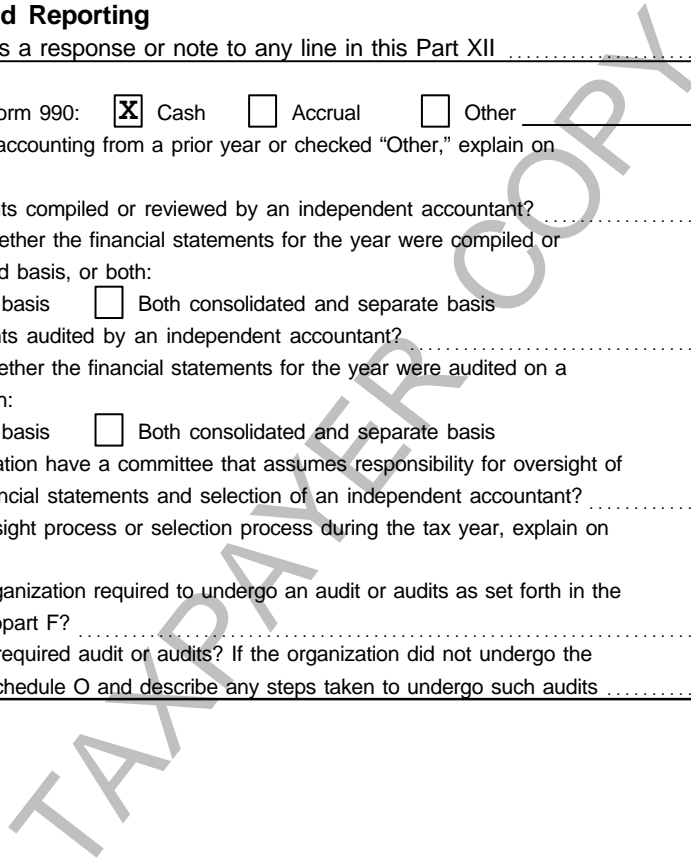 d Reporting
s a response or note to any line in this Part XII
orm 990: X Cash Accrual Other
accounting from a prior year or checked “Other,” explain on
ts compiled or reviewed by an independent accountant?
ether the financial statements for the year were compiled or
d basis, or both:
basis Both consolidated and separate basis
ts audited by an independent accountant?
ether the financial statements for the year were audited on a
h:
basis Both consolidated and separate basis
ation have a committee that assumes responsibility for oversight of
ncial statements and selection of an independent accountant?
sight process or selection process during the tax year, explain on
ganization required to undergo an audit or audits as set forth in the
bpart F?
required audit or audits? If the organization did not undergo the
chedule O and describe any steps taken to undergo such audits
TAXPAYER COPY